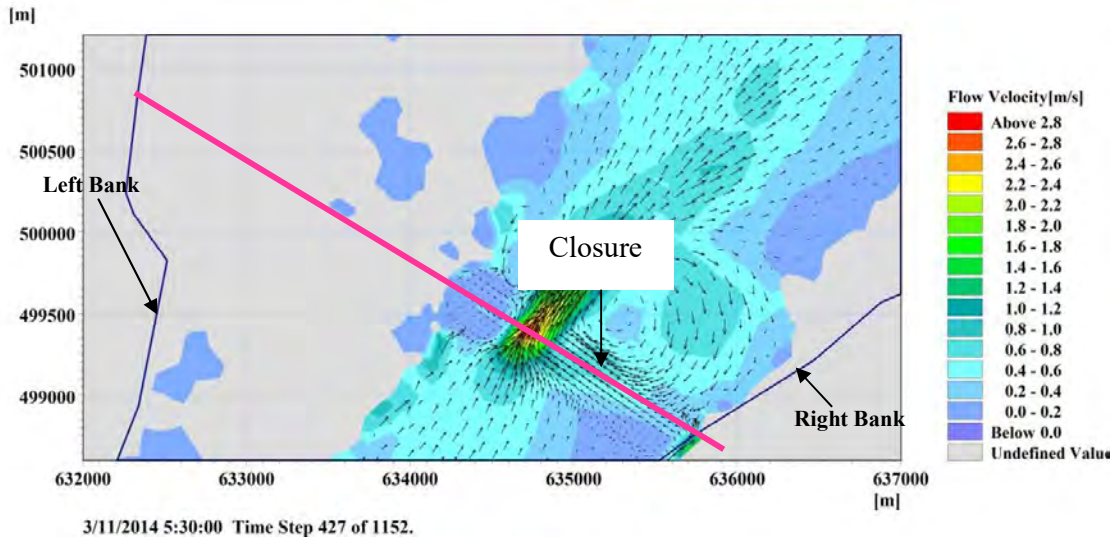 [m]
501000
500500
500000
499500
499000
632000 633000 634000 635000 636000 637000
[m]
Left Bank
Closure
Right Bank
Flow Velocity[m/s]
Above 2.8
2.6 - 2.8
2.4 - 2.6
2.2 - 2.4
2.0 - 2.2
1.8 - 2.0
1.6 - 1.8
1.4 - 1.6
1.2 - 1.4
1.0 - 1.2
0.8 - 1.0
0.6 - 0.8
0.4 - 0.6
0.2 - 0.4
0.0 - 0.2
Below 0.0
Undefined Value
3/11/2014 5:30:00 Time Step 427 of 1152.